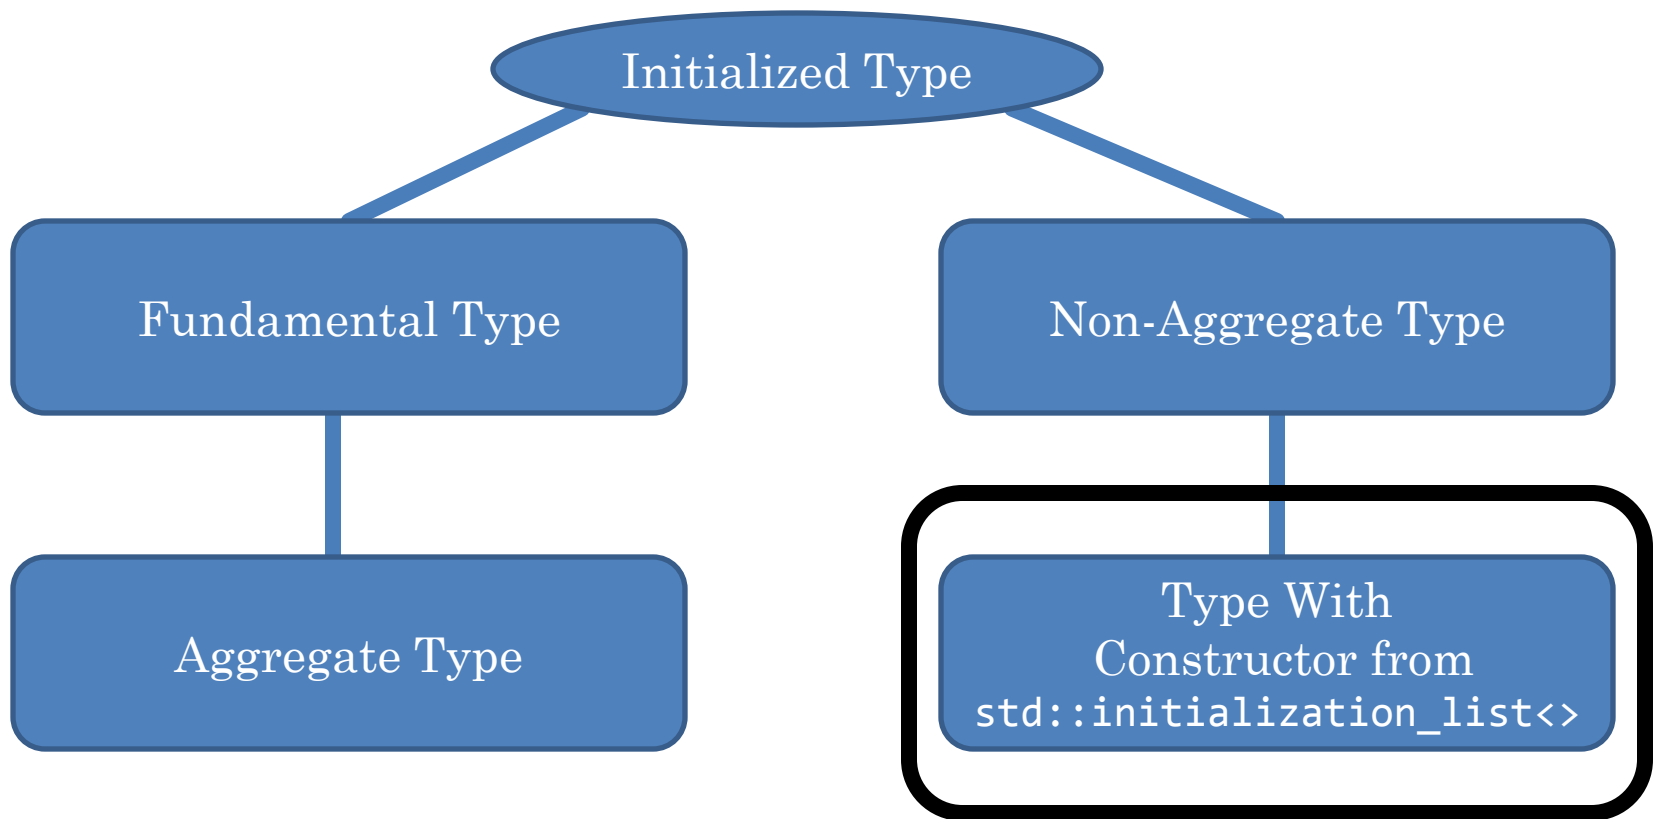 Initialized Type
Fundamental Type
Non-Aggregate Type
Aggregate Type
Type With
Constructor from
std::initialization_list<>